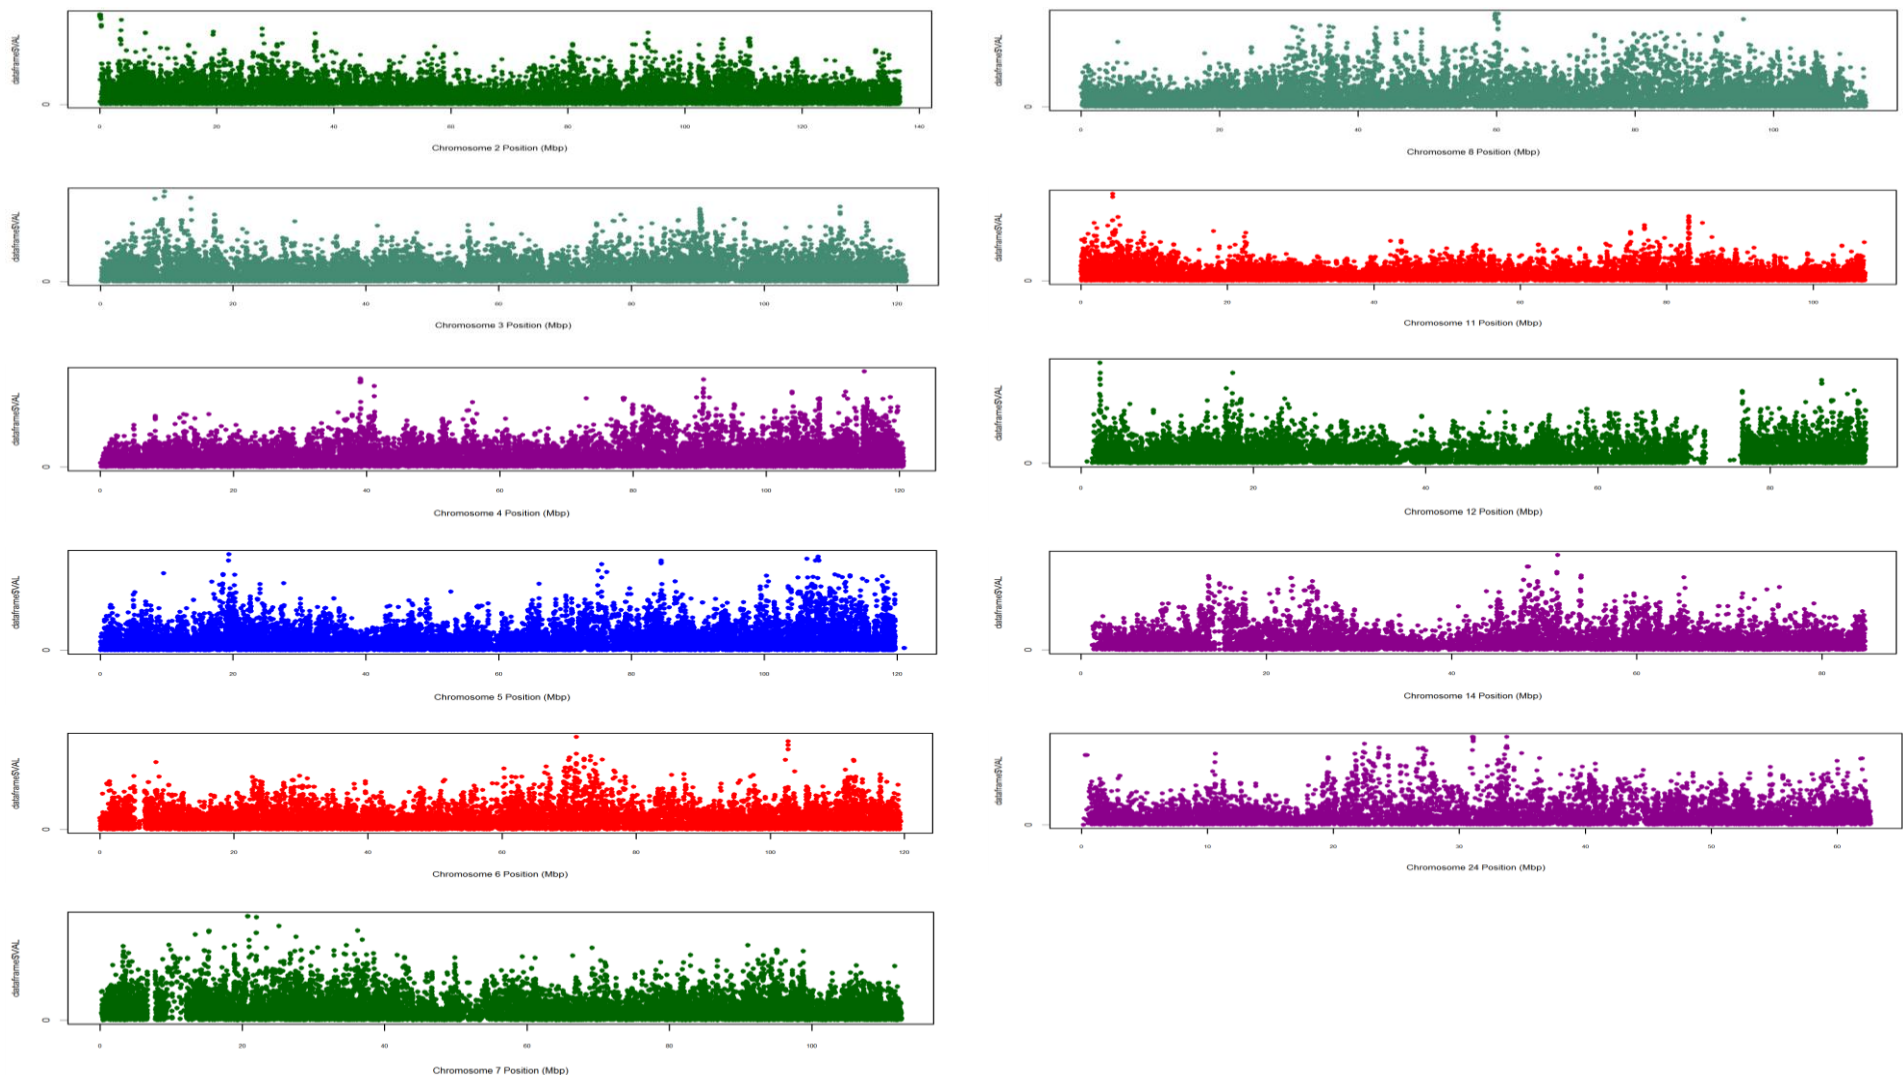 dataframe$VAL
0
0 20 40 60 80 100 120 140
Chromosome 2 Position (Mbp)
dataframe$VAL
0
0 20 40 60 80 100 120
Chromosome 3 Position (Mbp)
dataframe$VAL
0
0 20 40 60 80 100 120
Chromosome 4 Position (Mbp)
dataframe$VAL
0
0 20 40 60 80 100 120
Chromosome 5 Position (Mbp)
dataframe$VAL
0
0 20 40 60 80 100 120
Chromosome 6 Position (Mbp)
dataframe$VAL
0
0 20 40 60 80 100
Chromosome 7 Position (Mbp)
dataframe$VAL
0
0 20 40 60 80 100
Chromosome 8 Position (Mbp)
dataframe$VAL
0
0 20 40 60 80 100
Chromosome 11 Position (Mbp)
dataframe$VAL
0
0 20 40 60 80
Chromosome 12 Position (Mbp)
dataframe$VAL
0
0 20 40 60 80
Chromosome 14 Position (Mbp)
dataframe$VAL
0
0 10 20 30 40 50 60
Chromosome 24 Position (Mbp)